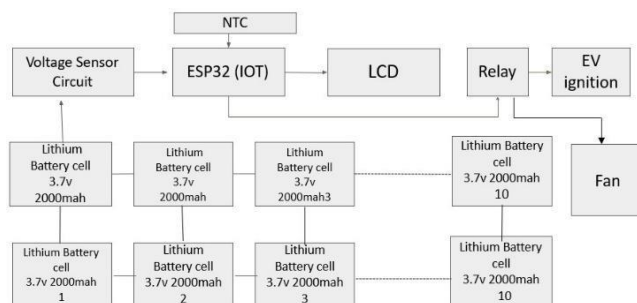 NTC
Voltage Sensor
Circuit
ESP32 (IOT)
LCD
Relay
EV
ignition
Lithium
Battery cell
3.7v
2000mah
Lithium
Battery cell
3.7v
2000mah
Lithium
Battery cell
3.7v
2000mah3
Lithium Battery
cell
3.7v 2000mah
10
Fan
Lithium Battery
cell
3.7v 2000mah
1
Lithium
Battery cell
3.7v 2000mah
2
Lithium
Battery cell
3.7v 2000mah
3
Lithium Battery
cell
3.7v 2000mah
10